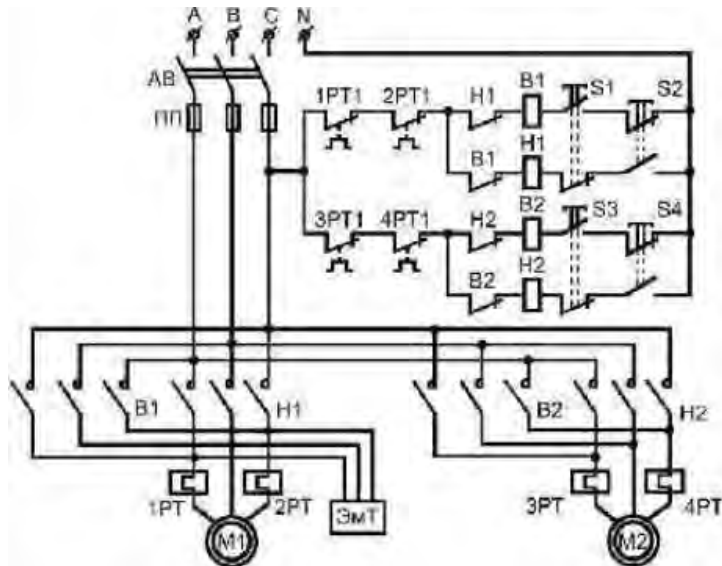 A B C N
АВ
ПП
1РТ1 2РТ1 Н1 В1 S1 S2
В1 Н1
3РТ1 4РТ1 Н2 В2 S3 S4
В2 Н2
В1 Н1 В2 Н2
1РТ 2РТ ЭмТ 3РТ 4РТ
М1 М2